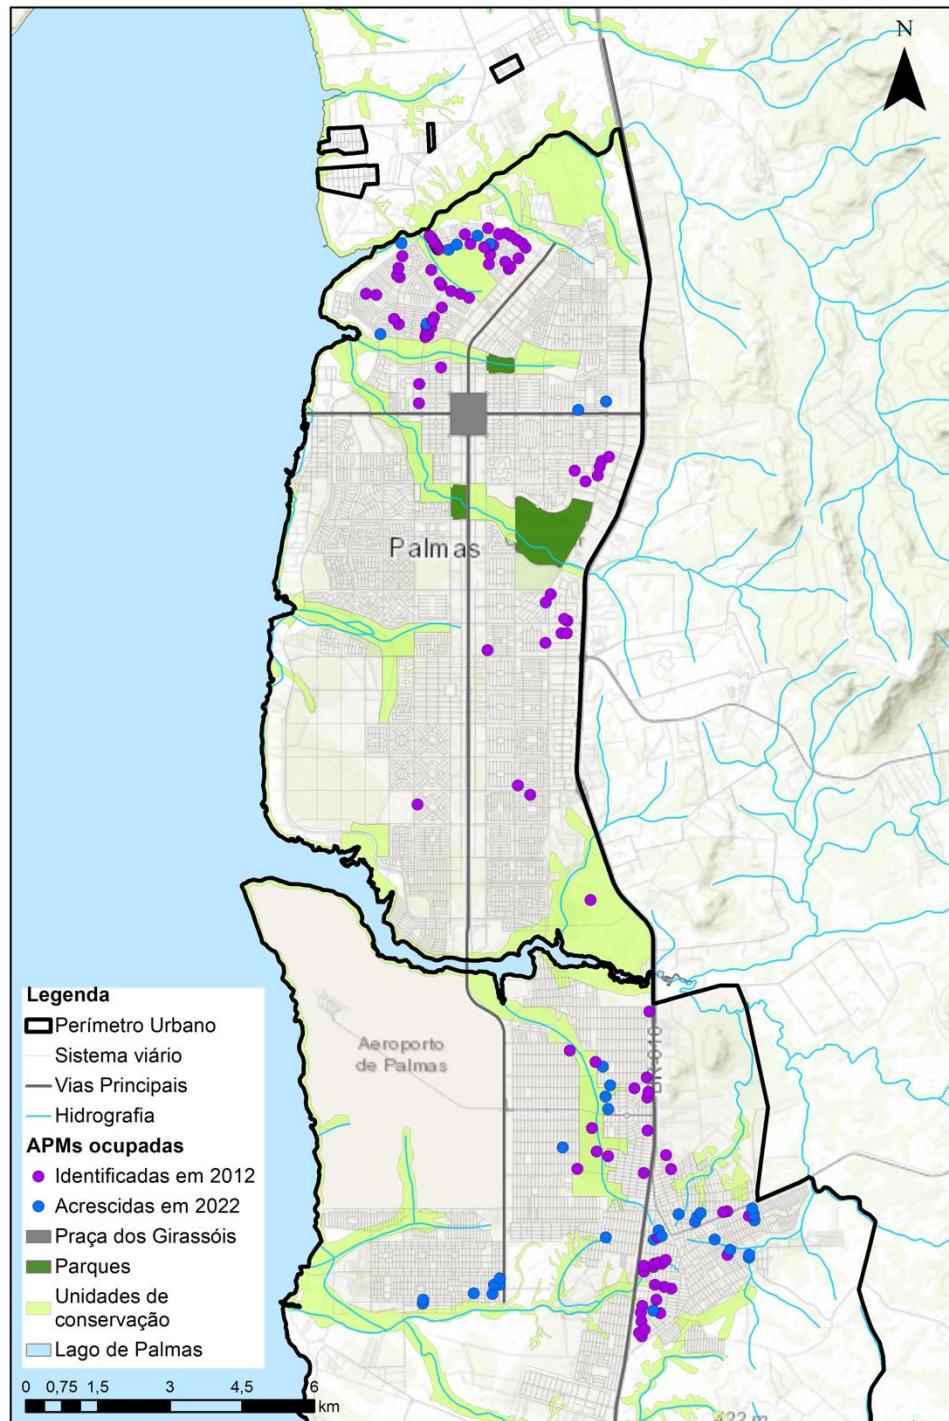 N
Palmas
Aeroporto
de Palmas
BR-010
Legenda
Perímetro Urbano
Sistema viário
Vias Principais
Hidrografia
APMs ocupadas
Identificadas em 2012
Acrescidas em 2022
Praça dos Girassóis
Parques
Unidades de
conservação
Lago de Palmas
0 0,75 1,5 3 4,5 6
km
422 m